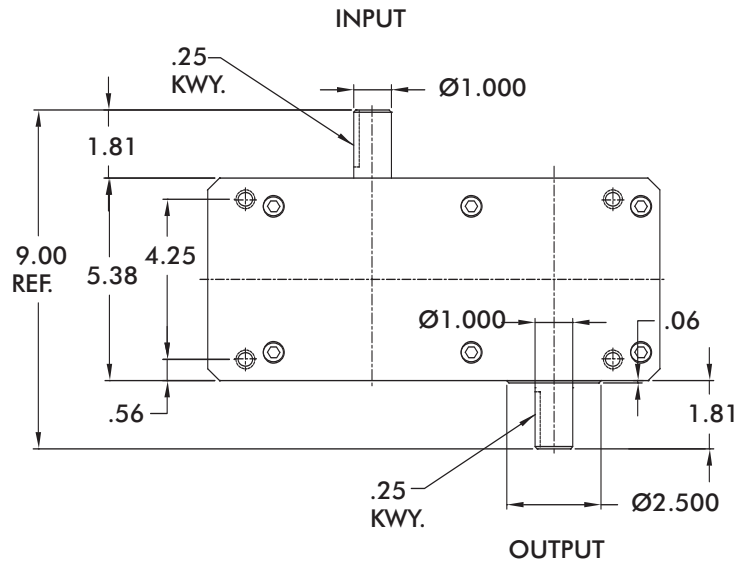 INPUT
.25
KWY.
Ø1.000
1.81
9.00
REF.
5.38
4.25
Ø1.000
.06
.56
1.81
.25
KWY.
Ø2.500
OUTPUT